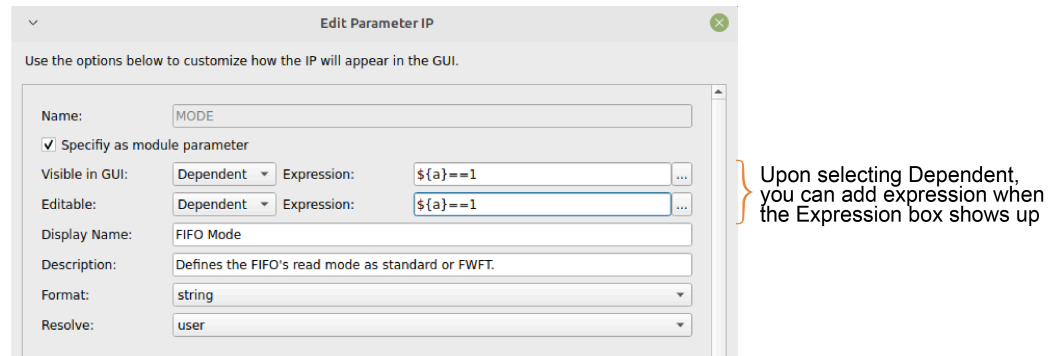 Edit Parameter IP
Use the options below to customize how the IP will appear in the GUI.
Name: MODE
Specifiy as module parameter
Visible in GUI: Dependent Expression: ${a}==1 ...
Editable: Dependent Expression: ${a}==1 ...
Display Name: FIFO Mode
Description: Defines the FIFO's read mode as standard or FWFT.
Format: string
Resolve: user
Upon selecting Dependent,
you can add expression when
the Expression box shows up